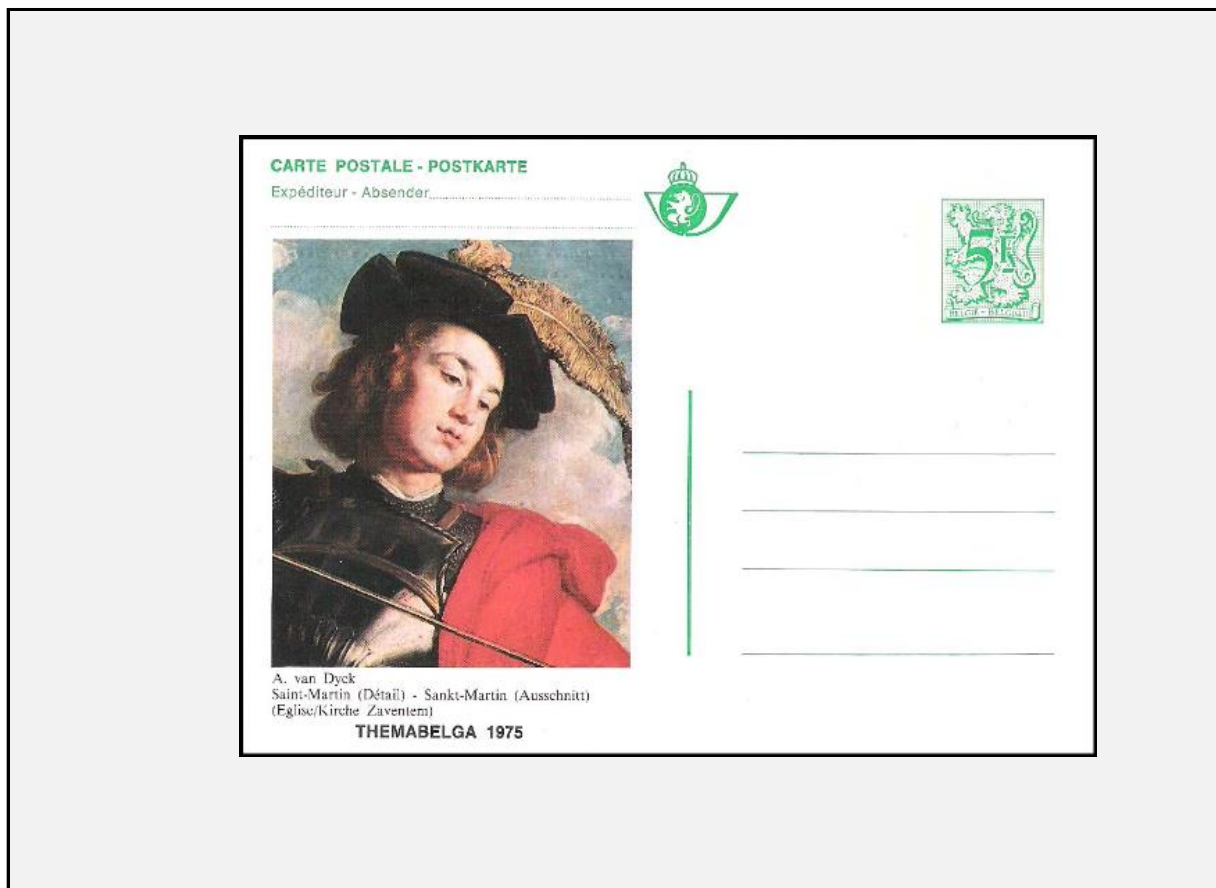 CARTE POSTALE - POSTKARTE
Expéditeur - Absender
5F
BELGIË - BELGIQUE
A. van Dyck
Saint-Martin (Détail) - Sankt-Martin (Ausschnitt)
(Eglise/Kirche Zaventem)
THEMABELGA 1975